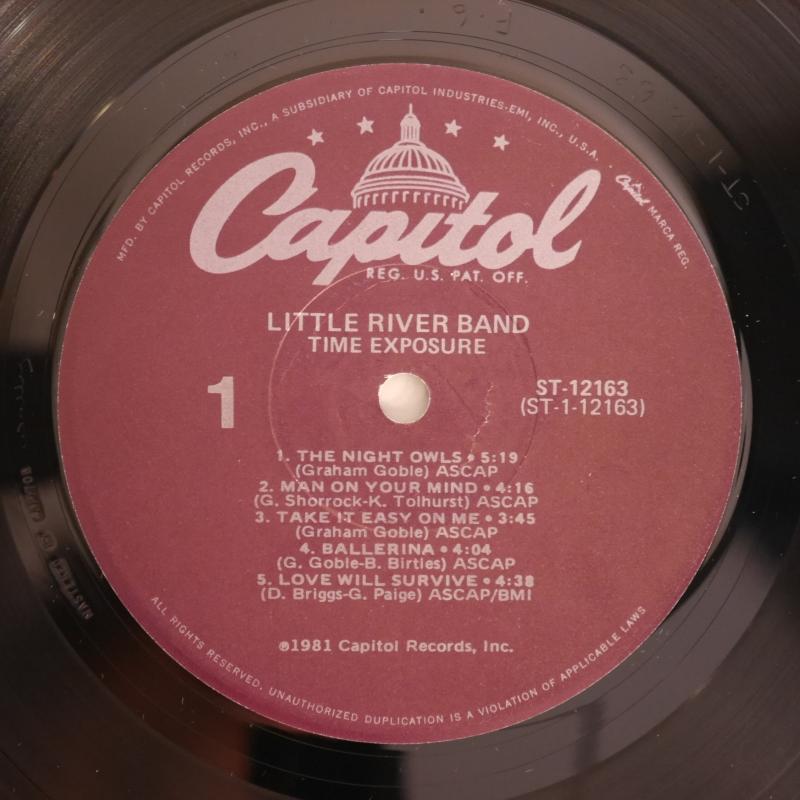 MFD. BY CAPITOL RECORDS, INC., A SUBSIDIARY OF CAPITOL INDUSTRIES-EMI, INC., U.S.A. · Capitol MARCA REG.
Capitol
REG. U.S. PAT. OFF.
LITTLE RIVER BAND
TIME EXPOSURE
1
ST-12163
(ST-1-12163)
1. THE NIGHT OWLS • 5:19
(Graham Goble) ASCAP
2. MAN ON YOUR MIND • 4:16
(G. Shorrock-K. Tolhurst) ASCAP
3. TAKE IT EASY ON ME • 3:45
(Graham Goble) ASCAP
4. BALLERINA • 4:04
(G. Goble-B. Birtles) ASCAP
5. LOVE WILL SURVIVE • 4:38
(D. Briggs-G. Paige) ASCAP/BMI
℗1981 Capitol Records, Inc.
ALL RIGHTS RESERVED. UNAUTHORIZED DUPLICATION IS A VIOLATION OF APPLICABLE LAWS